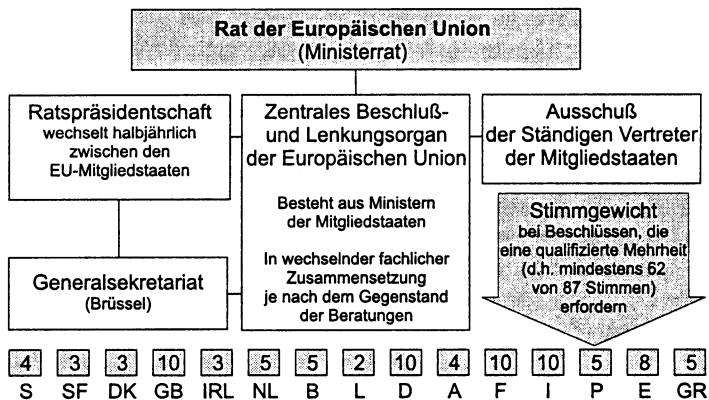 Rat der Europäischen Union
(Ministerrat)
Ratspräsidentschaft
wechselt halbjährlich
zwischen den
EU-Mitgliedstaaten
Zentrales Beschluß-
und Lenkungsorgan
der Europäischen Union
Besteht aus Ministern
der Mitgliedstaaten
In wechselnder fachlicher
Zusammensetzung
je nach dem Gegenstand
der Beratungen
Ausschuß
der Ständigen Vertreter
der Mitgliedstaaten
Generalsekretariat
(Brüssel)
Stimmgewicht
bei Beschlüssen, die
eine qualifizierte Mehrheit
(d.h. mindestens 62
von 87 Stimmen)
erfordern
4 3 3 10 3 5 5 2 10 4 10 10 5 8 5
S SF DK GB IRL NL B L D A F I P E GR